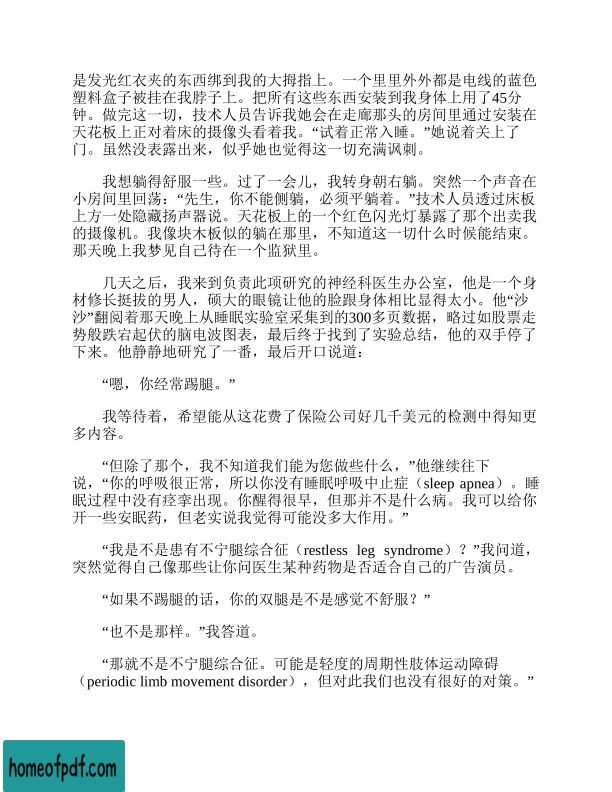 是发光红衣夹的东西绑到我的大拇指上。一个里里外外都是电线的蓝色
塑料盒子被挂在我脖子上。把所有这些东西安装到我身体上用了45分
钟。做完这一切，技术人员告诉我她会在走廊那头的房间里通过安装在
天花板上正对着床的摄像头看着我。“试着正常入睡。”她说着关上了
门。虽然没表露出来，似乎她也觉得这一切充满讽刺。
我想躺得舒服一些。过了一会儿，我转身朝右躺。突然一个声音在
小房间里回荡：“先生，你不能侧躺，必须平躺着。”技术人员透过床板
上方一处隐藏扬声器说。天花板上的一个红色闪光灯暴露了那个出卖我
的摄像机。我像块木板似的躺在那里，不知道这一切什么时候能结束。
那天晚上我梦见自己待在一个监狱里。
几天之后，我来到负责此项研究的神经科医生办公室，他是一个身
材修长挺拔的男人，硕大的眼镜让他的脸跟身体相比显得太小。他“沙
沙”翻阅着那天晚上从睡眠实验室采集到的300多页数据，略过如股票走
势般跌宕起伏的脑电波图表，最后终于找到了实验总结，他的双手停了
下来。他静静地研究了一番，最后开口说道：
“嗯，你经常踢腿。”
我等待着，希望能从这花费了保险公司好几千美元的检测中得知更
多内容。
“但除了那个，我不知道我们能为您做些什么，”他继续往下
说，“你的呼吸很正常，所以你没有睡眠呼吸中止症（sleep apnea）。睡
眠过程中没有痉挛出现。你醒得很早，但那并不是什么病。我可以给你
开一些安眠药，但老实说我觉得可能没多大作用。”
“我是不是患有不宁腿综合征（restless leg syndrome）？”我问道，
突然觉得自己像那些让你问医生某种药物是否适合自己的广告演员。
“如果不踢腿的话，你的双腿是不是感觉不舒服？”
“也不是那样。”我答道。
“那就不是不宁腿综合征。可能是轻度的周期性肢体运动障碍
（periodic limb movement disorder），但对此我们也没有很好的对策。”
homeofpdf.com